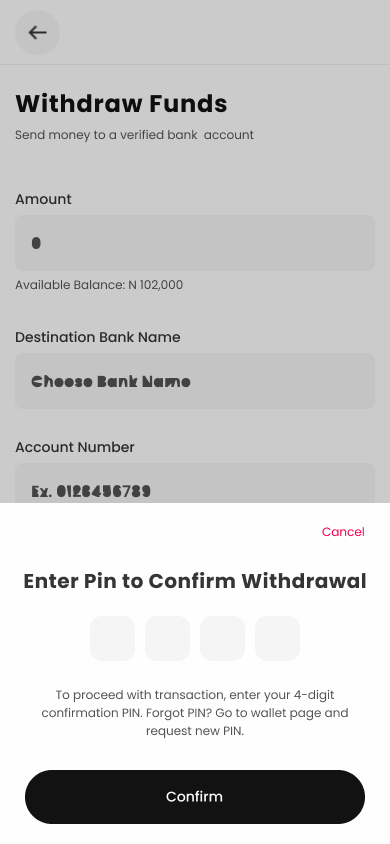 Withdraw Funds
Send money to a verified bank account
Amount
0
Available Balance: N 102,000
Destination Bank Name
Choose Bank Name
Account Number
Ex. 0123456789
Cancel
Enter Pin to Confirm Withdrawal
To proceed with transaction, enter your 4-digit
confirmation PIN. Forgot PIN? Go to wallet page and
request new PIN.
Confirm